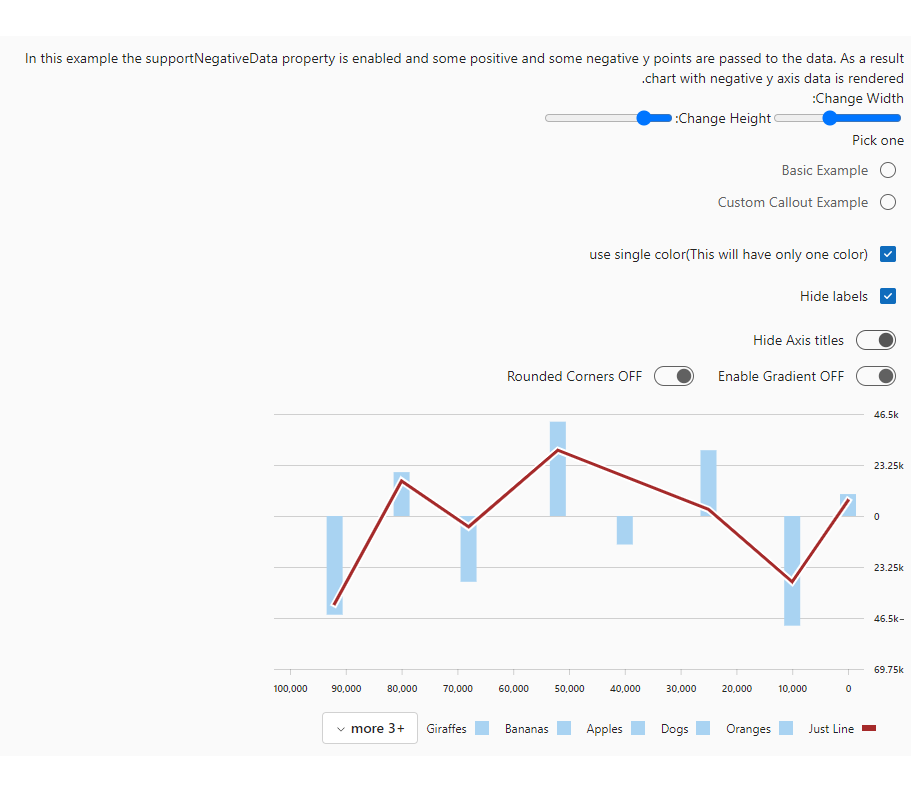 In this example the supportNegativeData property is enabled and some positive and some negative y points are passed to the data. As a result
.chart with negative y axis data is rendered
:Change Width
:Change Height
Pick one
Basic Example
Custom Callout Example
use single color(This will have only one color)
Hide labels
Hide Axis titles
Rounded Corners OFF Enable Gradient OFF
46.5k
23.25k
0
23.25k
46.5k−
69.75k
100,000 90,000 80,000 70,000 60,000 50,000 40,000 30,000 20,000 10,000 0
more 3+ Giraffes Bananas Apples Dogs Oranges Just Line